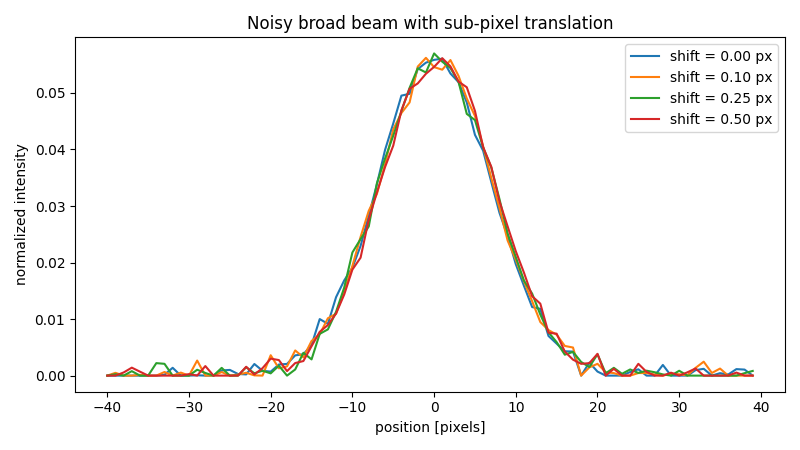 Noisy broad beam with sub-pixel translation
shift = 0.00 px
shift = 0.10 px
shift = 0.25 px
shift = 0.50 px
normalized intensity
0.05
0.04
0.03
0.02
0.01
0.00
−40 −30 −20 −10 0 10 20 30 40
position [pixels]